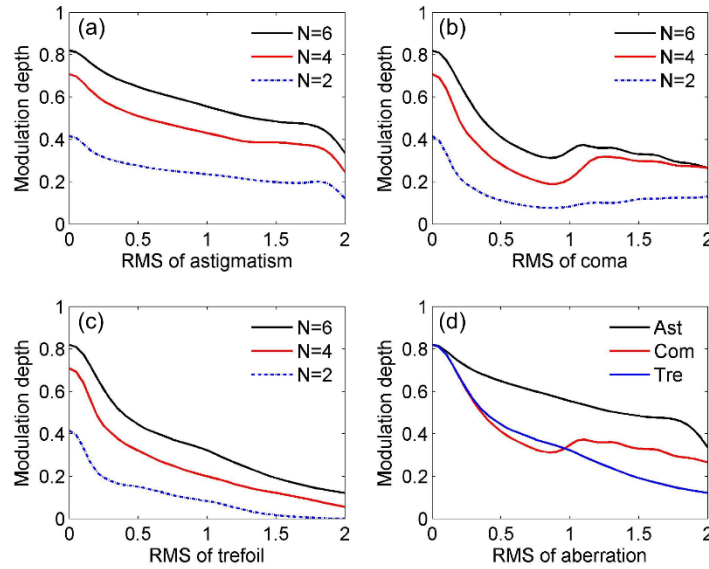 (a)
N=6
N=4
N=2
Modulation depth
1
0.8
0.6
0.4
0.2
0
0 0.5 1 1.5 2
RMS of astigmatism
(b)
N=6
N=4
N=2
Modulation depth
1
0.8
0.6
0.4
0.2
0
0 0.5 1 1.5 2
RMS of coma
(c)
N=6
N=4
N=2
Modulation depth
1
0.8
0.6
0.4
0.2
0
0 0.5 1 1.5 2
RMS of trefoil
(d)
Ast
Com
Tre
Modulation depth
1
0.8
0.6
0.4
0.2
0
0 0.5 1 1.5 2
RMS of aberration